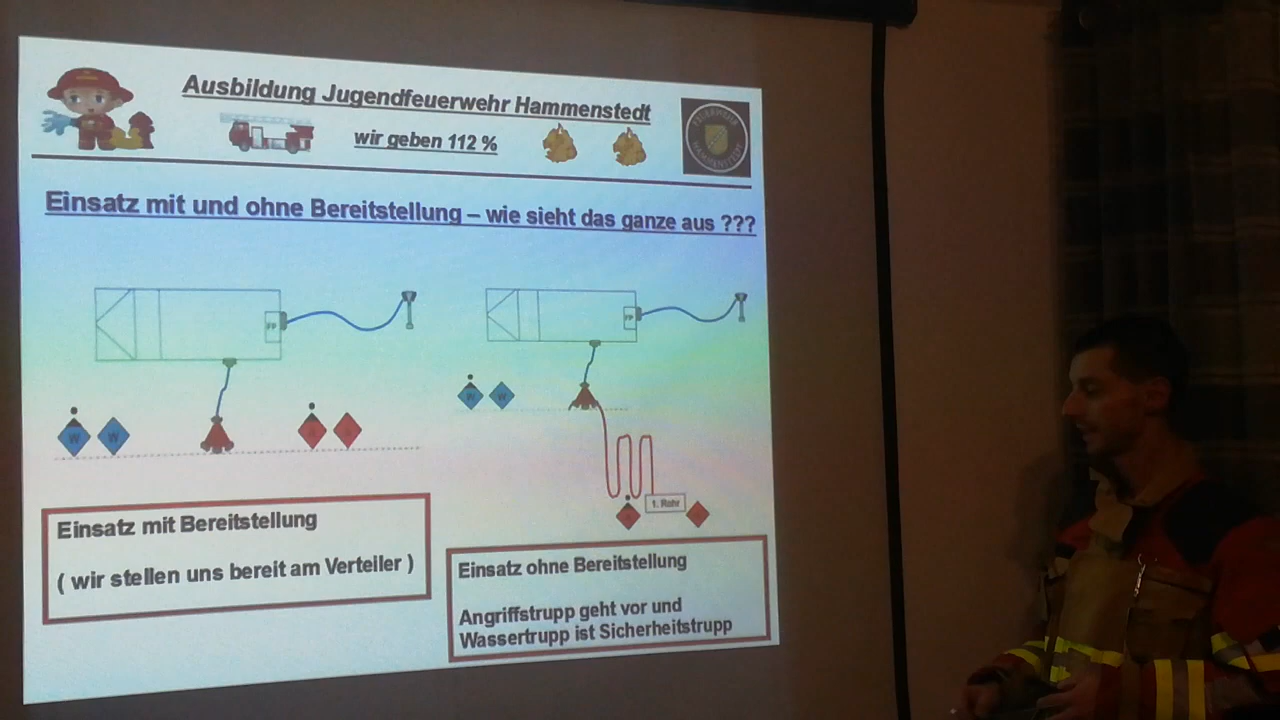 Ausbildung Jugendfeuerwehr Hammenstedt
wir geben 112 %
FEUERWEHR
HAMMENSTEDT
Einsatz mit und ohne Bereitstellung – wie sieht das ganze aus ???
FP
FP
W W
W W
1. Rohr
Einsatz mit Bereitstellung
( wir stellen uns bereit am Verteiler )
Einsatz ohne Bereitstellung
Angriffstrupp geht vor und
Wassertrupp ist Sicherheitstrupp